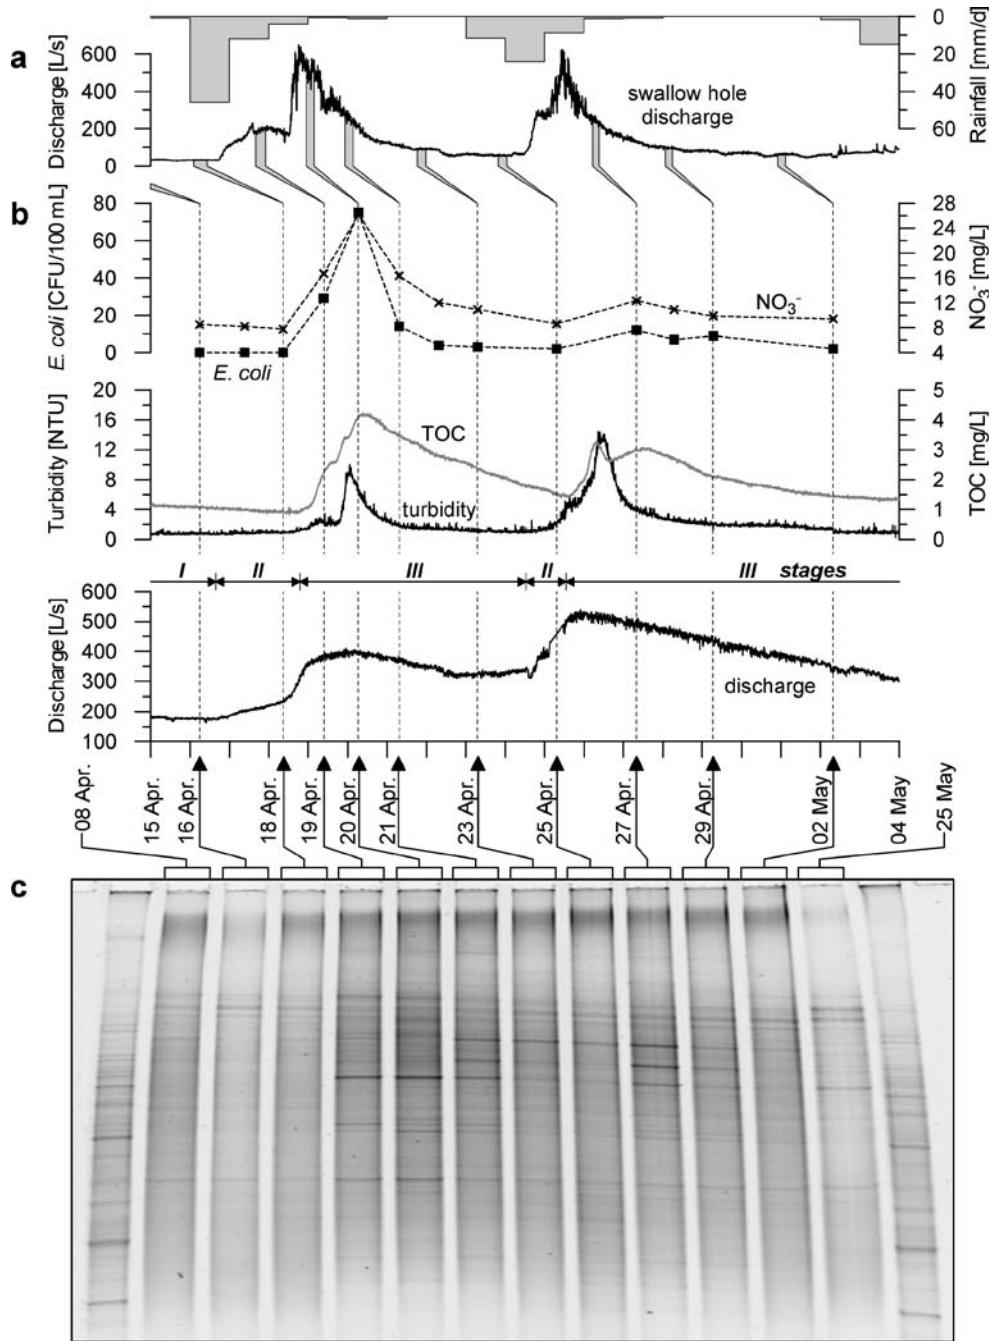 a
Discharge [L/s]
600
400
200
0
0
20
40
60
Rainfall [mm/d]
swallow hole
discharge
b
E. coli [CFU/100 mL]
80
60
40
20
0
28
24
20
16
12
8
4
NO3- [mg/L]
NO3-
E. coli
Turbidity [NTU]
20
16
12
8
4
0
5
4
3
2
1
0
TOC [mg/L]
TOC
turbidity
I
II
III
II
III stages
Discharge [L/s]
600
500
400
300
200
100
discharge
08 Apr.
15 Apr.
16 Apr.
18 Apr.
19 Apr.
20 Apr.
21 Apr.
23 Apr.
25 Apr.
27 Apr.
29 Apr.
02 May
04 May
25 May
c